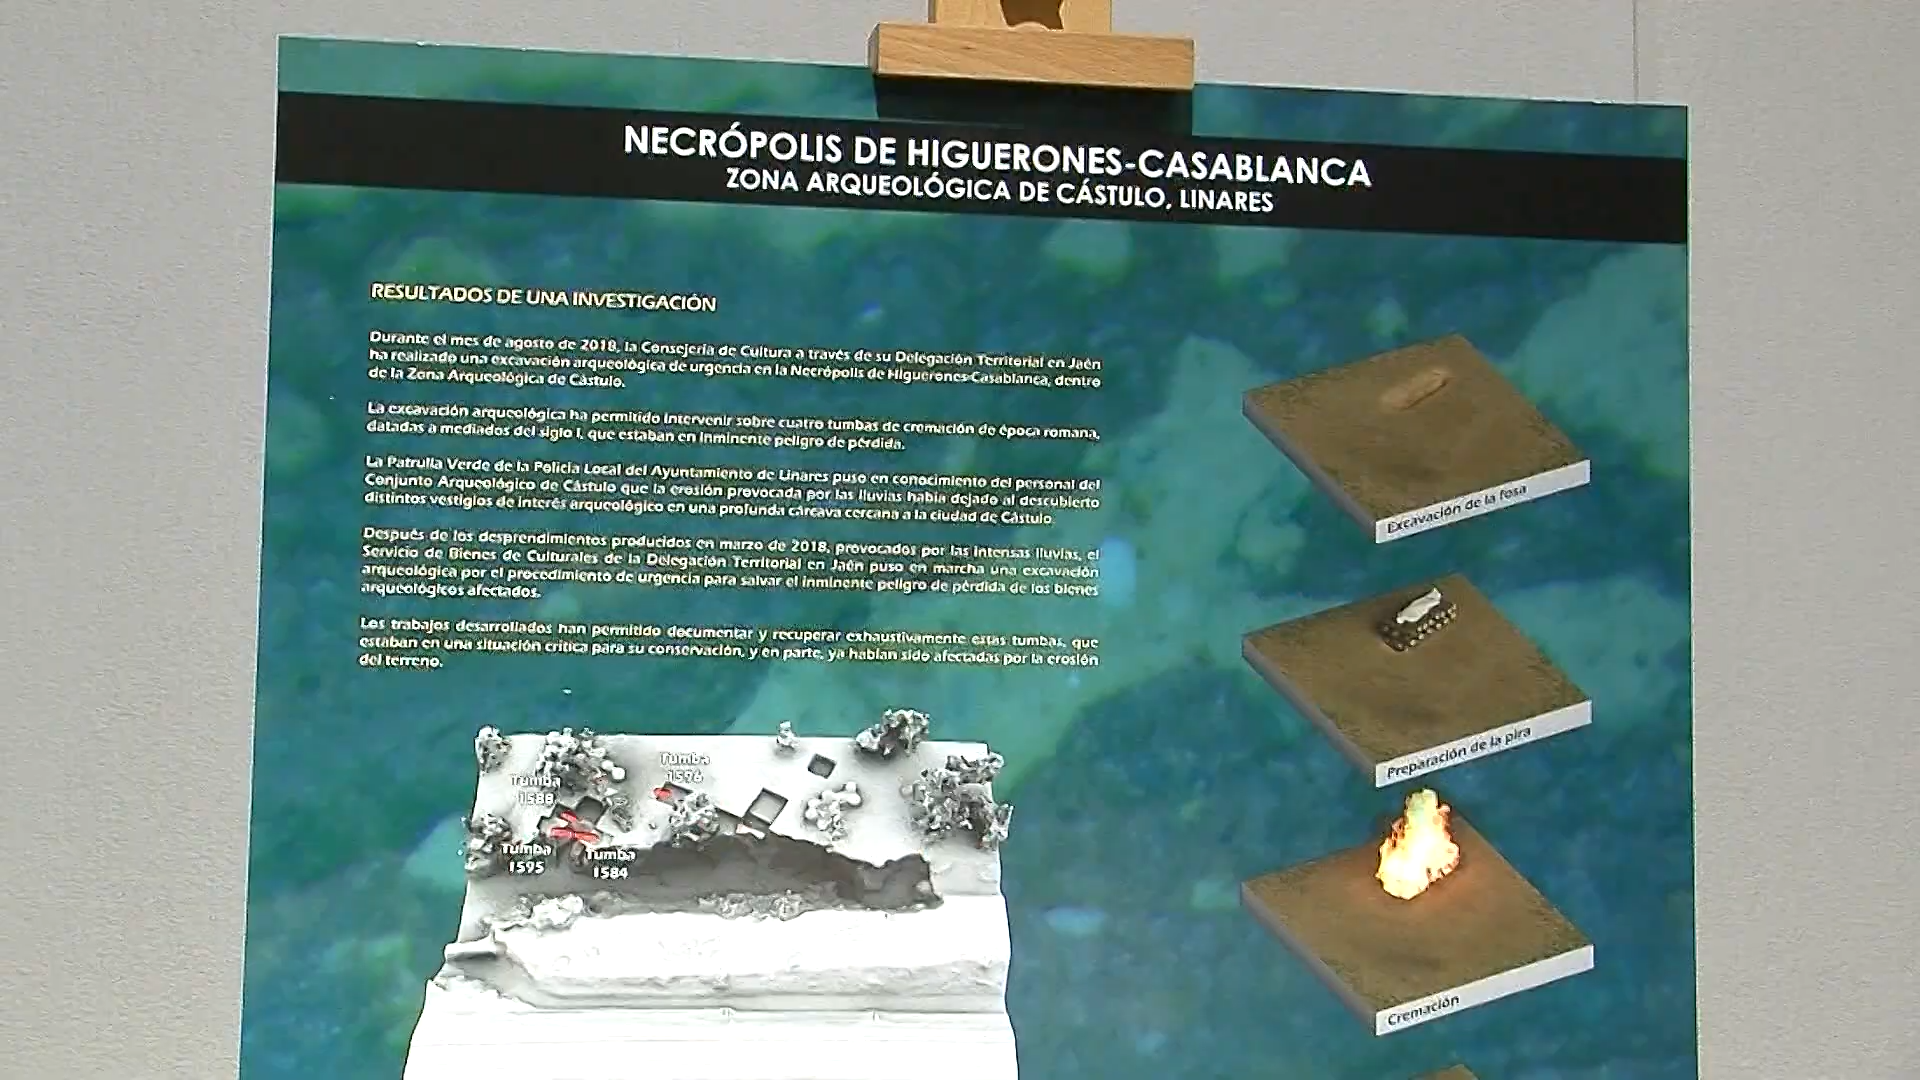 NECRÓPOLIS DE HIGUERONES-CASABLANCA
ZONA ARQUEOLÓGICA DE CÁSTULO, LINARES
RESULTADOS DE UNA INVESTIGACIÓN
Durante el mes de agosto de 2018, la Consejería de Cultura a través de su Delegación Territorial en Jaén
ha realizado una excavación arqueológica de urgencia en la Necrópolis de Higuerones-Casablanca, dentro
de la Zona Arqueológica de Cástulo.
La excavación arqueológica ha permitido intervenir sobre cuatro tumbas de cremación de época romana,
datadas a mediados del siglo I, que estaban en inminente peligro de pérdida.
La Patrulla Verde de la Policía Local del Ayuntamiento de Linares puso en conocimiento del personal del
Conjunto Arqueológico de Cástulo que la erosión provocada por las lluvias había dejado al descubierto
distintos vestigios de interés arqueológico en una profunda cárcava cercana a la ciudad de Cástulo.
Después de los desprendimientos producidos en marzo de 2018, provocados por las intensas lluvias, el
Servicio de Bienes de Culturales de la Delegación Territorial en Jaén puso en marcha una excavación
arqueológica por el procedimiento de urgencia para salvar el inminente peligro de pérdida de los bienes
arqueológicos afectados.
Los trabajos desarrollados han permitido documentar y recuperar exhaustivamente estas tumbas, que
estaban en una situación crítica para su conservación, y en parte, ya habían sido afectadas por la erosión
del terreno.
Tumba
1596
Tumba
1588
Tumba
1595
Tumba
1584
Excavación de la fosa
Preparación de la pira
Cremación